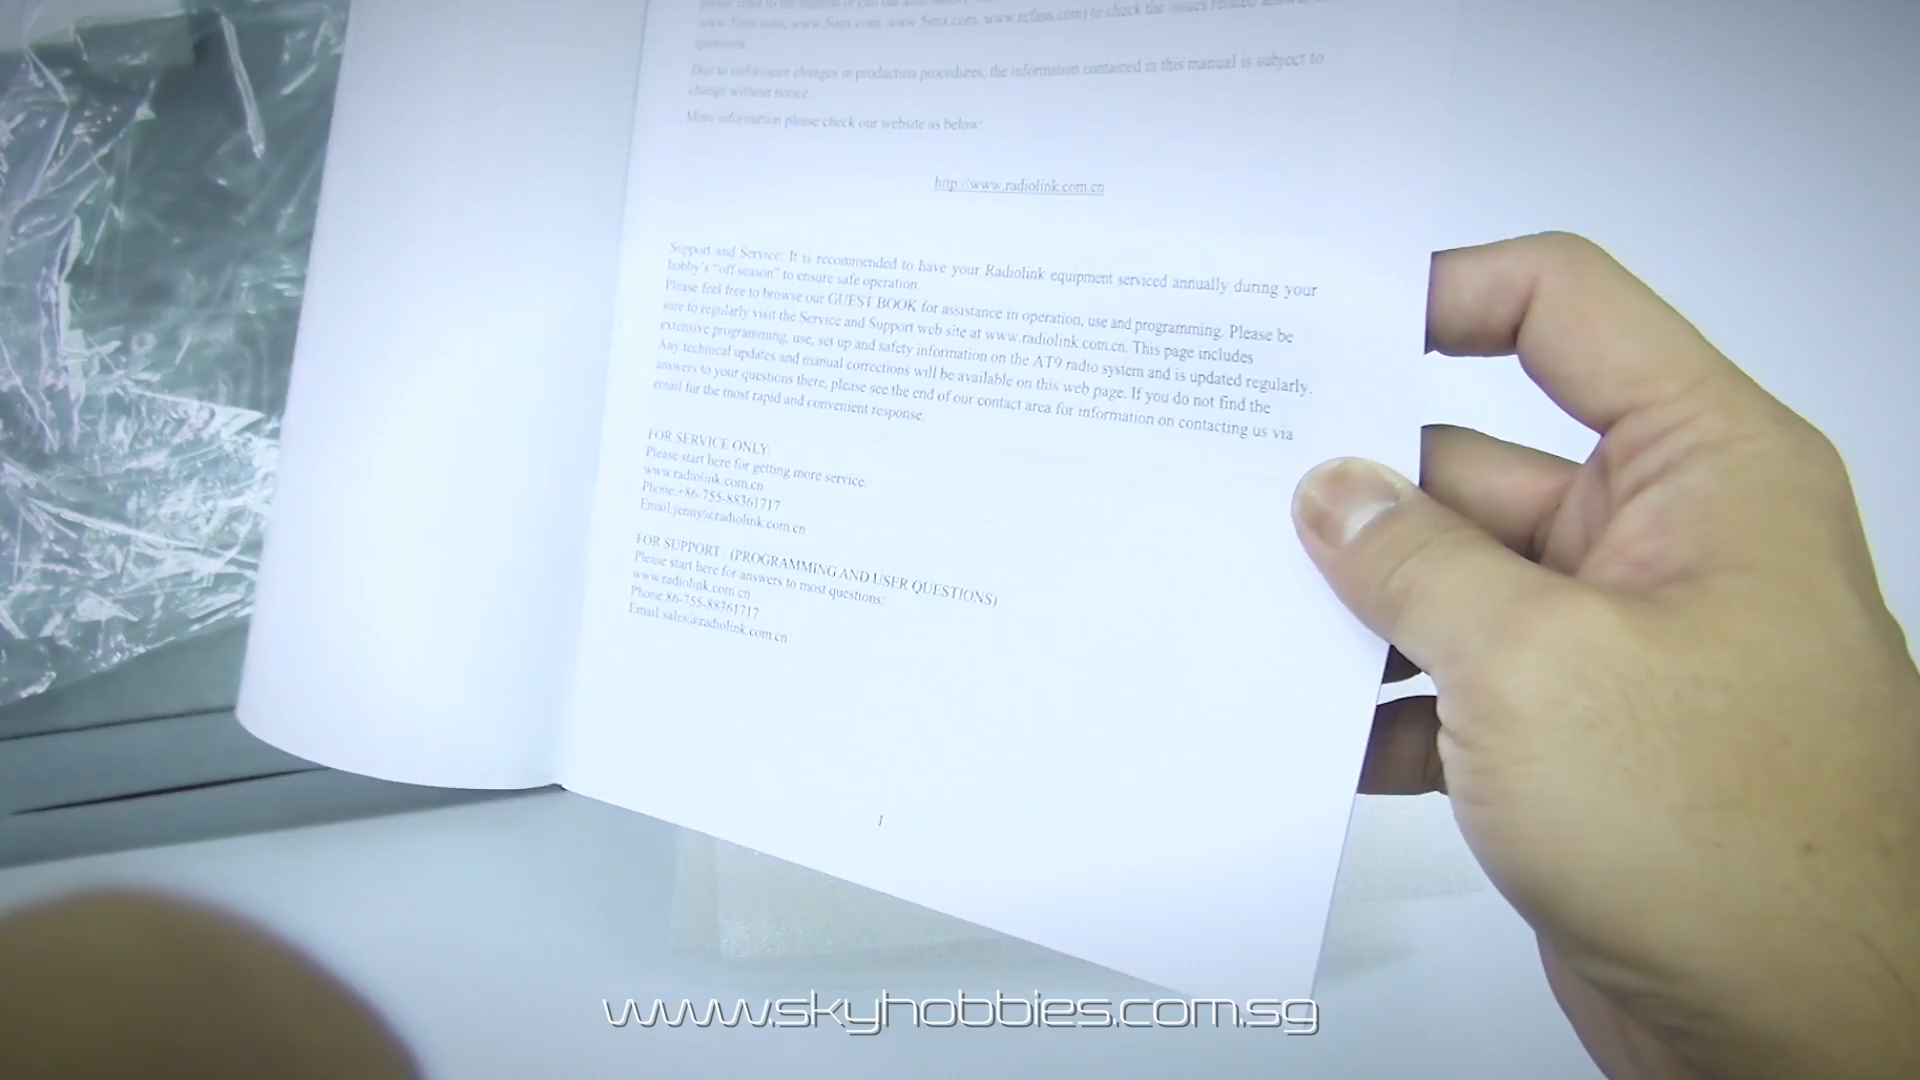 please refer to the manual or call our
www.5imx.com, www.rcfans.com) to check the issues related
questions.
Due to unforeseen changes in production procedures, the information contained in this manual is subject to
change without notice.
More information please check our website as below:
http://www.radiolink.com.cn
Support and Service: It is recommended to have your Radiolink equipment serviced annually during your
hobby's "off season" to ensure safe operation.
Please feel free to browse our GUEST BOOK for assistance in operation, use and programming. Please be
sure to regularly visit the Service and Support web site at www.radiolink.com.cn. This page includes
extensive programming, use, set up and safety information on the AT9 radio system and is updated regularly.
Any technical updates and manual corrections will be available on this web page. If you do not find the
answers to your questions there, please see the end of our contact area for information on contacting us via
email for the most rapid and convenient response.
FOR SERVICE ONLY:
Please start here for getting more service.
www.radiolink.com.cn
Phone:+86-755-88361717
Email:jenny@radiolink.com.cn
FOR SUPPORT : (PROGRAMMING AND USER QUESTIONS)
Please start here for answers to most questions:
www.radiolink.com.cn
Phone:86-755-88361717
Email:sales@radiolink.com.cn
1
www.skyhobbies.com.sg